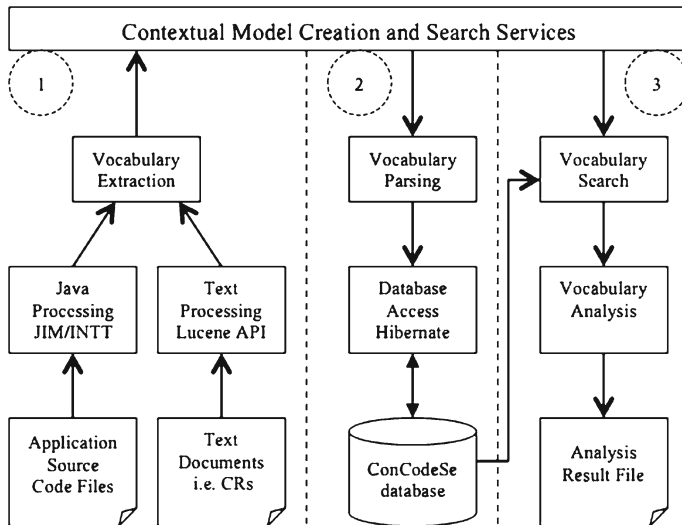 Contextual Model Creation and Search Services
1
2
3
Vocabulary
Extraction
Vocabulary
Parsing
Vocabulary
Search
Java
Processing
JIM/INTT
Text
Processing
Lucene API
Database
Access
Hibernate
Vocabulary
Analysis
Application
Source
Code Files
Text
Documents
i.e. CRs
ConCodeSe
database
Analysis
Result File